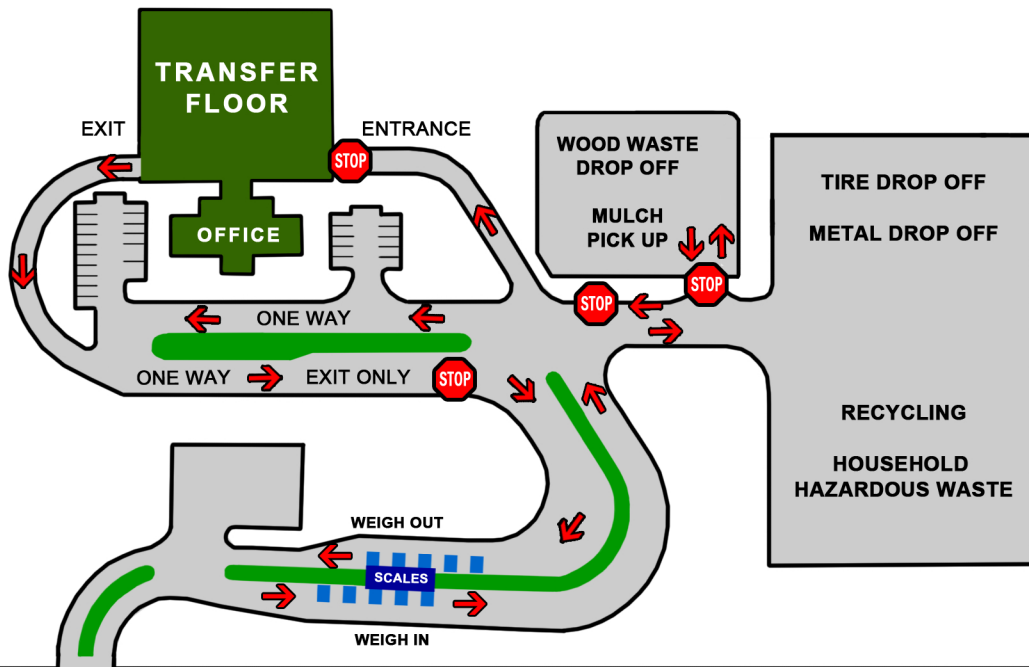 TRANSFER
FLOOR
EXIT
ENTRANCE
STOP
OFFICE
WOOD WASTE
DROP OFF
MULCH
PICK UP
TIRE DROP OFF
METAL DROP OFF
STOP
STOP
ONE WAY
ONE WAY
EXIT ONLY
STOP
RECYCLING
HOUSEHOLD
HAZARDOUS WASTE
WEIGH OUT
SCALES
WEIGH IN